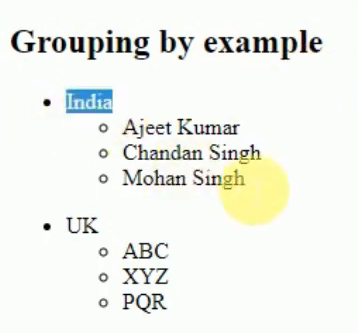 Grouping by example
India
Ajeet Kumar
Chandan Singh
Mohan Singh
UK
ABC
XYZ
PQR